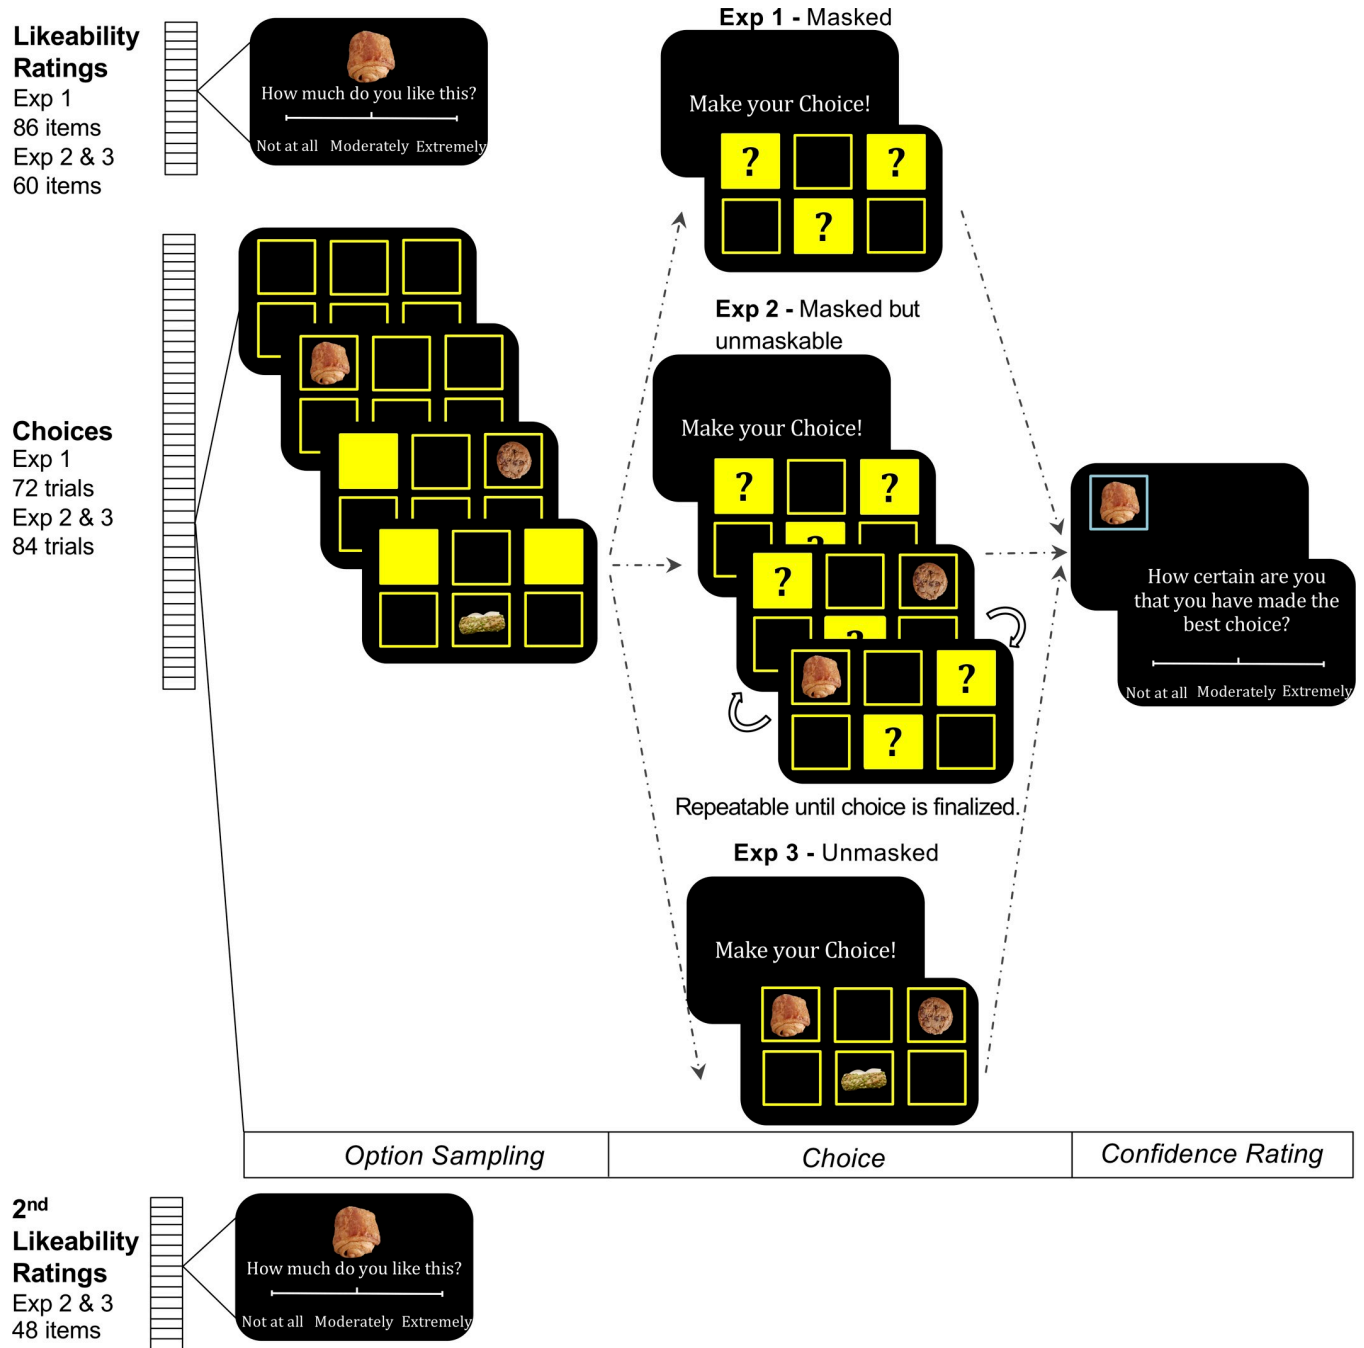 Likeability
Ratings
Exp 1
86 items
Exp 2 & 3
60 items
How much do you like this?
Not at all Moderately Extremely
Choices
Exp 1
72 trials
Exp 2 & 3
84 trials
Exp 1 - Masked
Make your Choice!
? ?
?
Exp 2 - Masked but
unmaskable
Make your Choice!
? ?
?
?
?
?
?
Repeatable until choice is finalized.
Exp 3 - Unmasked
Make your Choice!
How certain are you
that you have made the
best choice?
Not at all Moderately Extremely
Option Sampling
Choice
Confidence Rating
2nd
Likeability
Ratings
Exp 2 & 3
48 items
How much do you like this?
Not at all Moderately Extremely